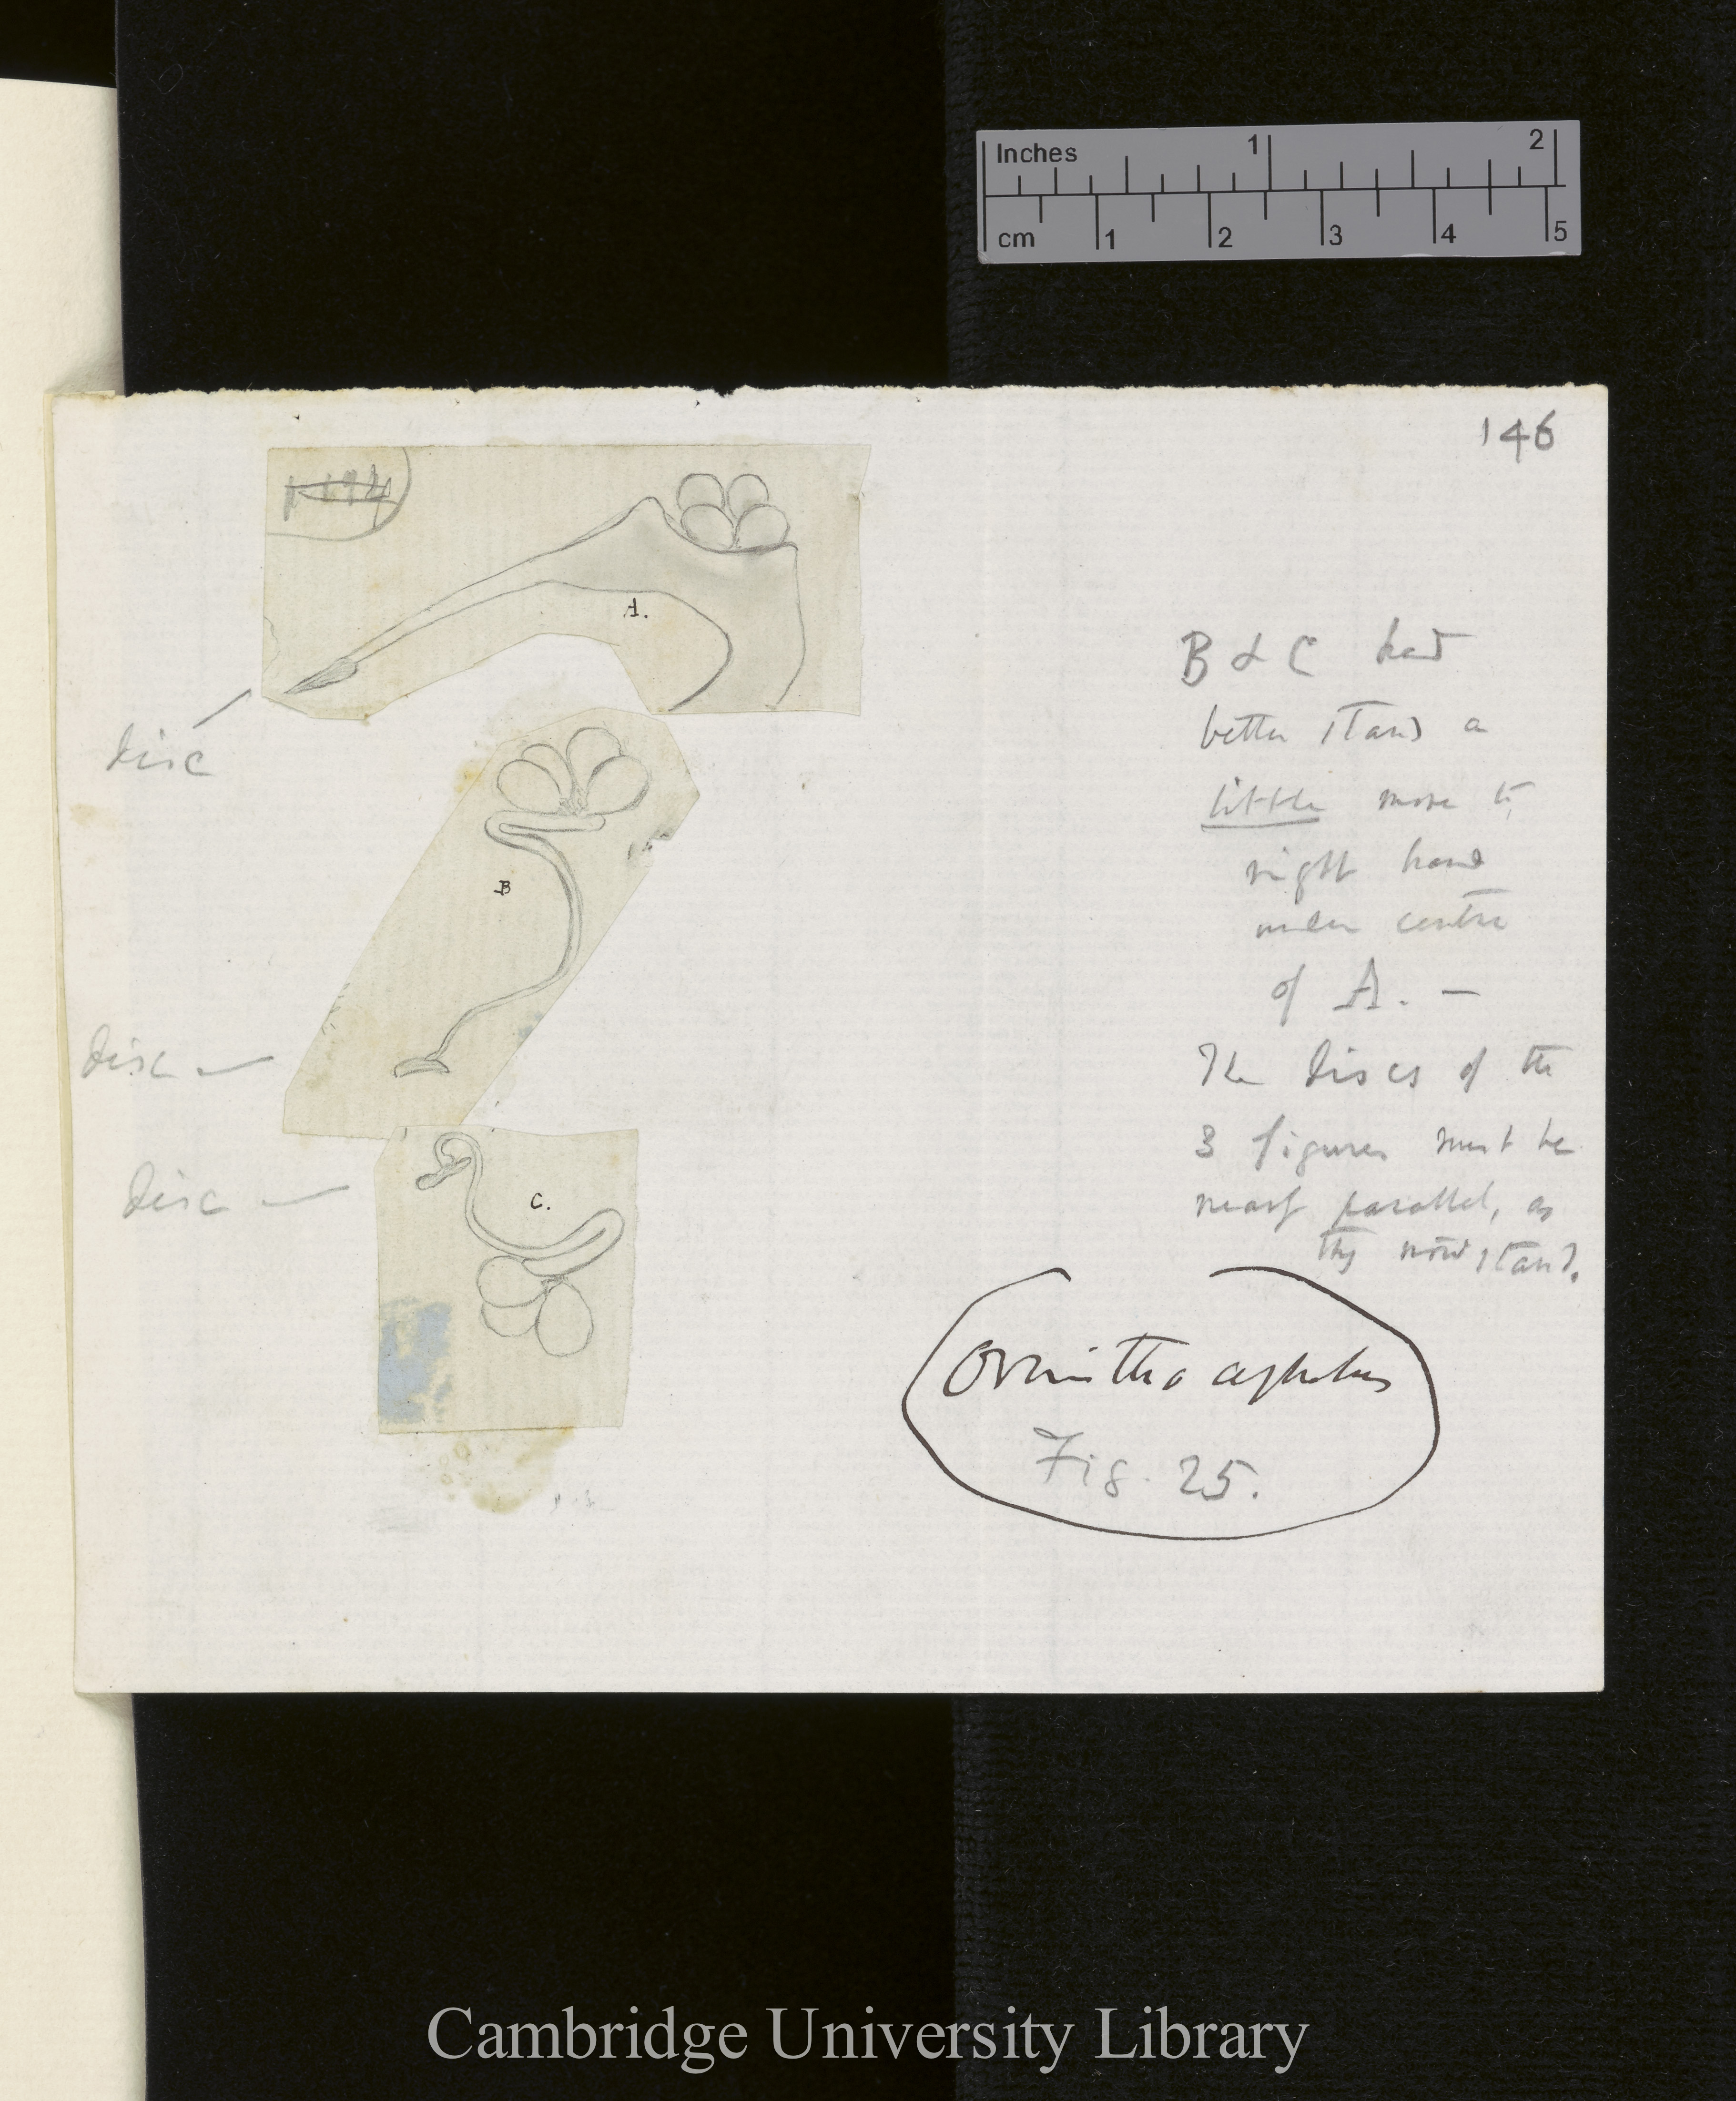 Inches 1 2
cm 1 2 3 4 5
146
A.
disc
B & C had
better stand a
little more to
right hand
under centre
of A. —
B
disc —
The discs of the
3 figures must be
nearly parallel, as
they now stand.
disc —
C.
Ornithocephalus
Fig. 25.
Cambridge University Library